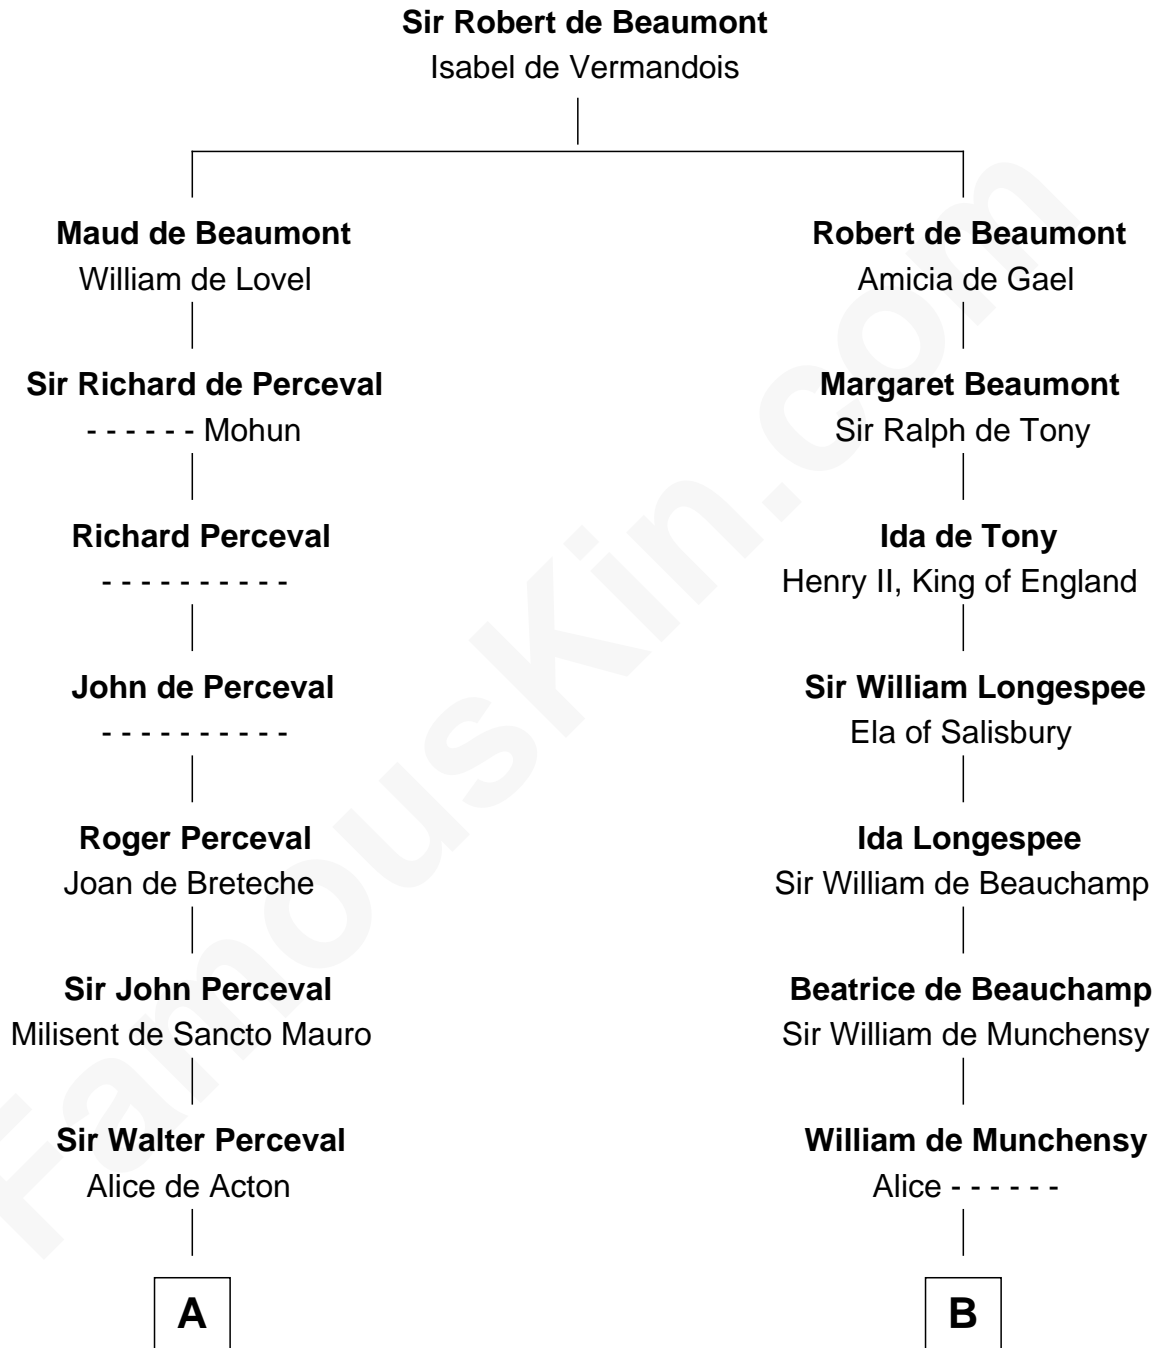 Sir Robert de Beaumont
Isabel de Vermandois
Maud de Beaumont
William de Lovel
Robert de Beaumont
Amicia de Gael
Sir Richard de Perceval
- - - - - - Mohun
Margaret Beaumont
Sir Ralph de Tony
Richard Perceval
- - - - - - - - - -
Ida de Tony
Henry II, King of England
John de Perceval
- - - - - - - - - -
Sir William Longespee
Ela of Salisbury
Roger Perceval
Joan de Breteche
Ida Longespee
Sir William de Beauchamp
Sir John Perceval
Milisent de Sancto Mauro
Beatrice de Beauchamp
Sir William de Munchensy
Sir Walter Perceval
Alice de Acton
William de Munchensy
Alice - - - - - -
A
B
FamousKin.com